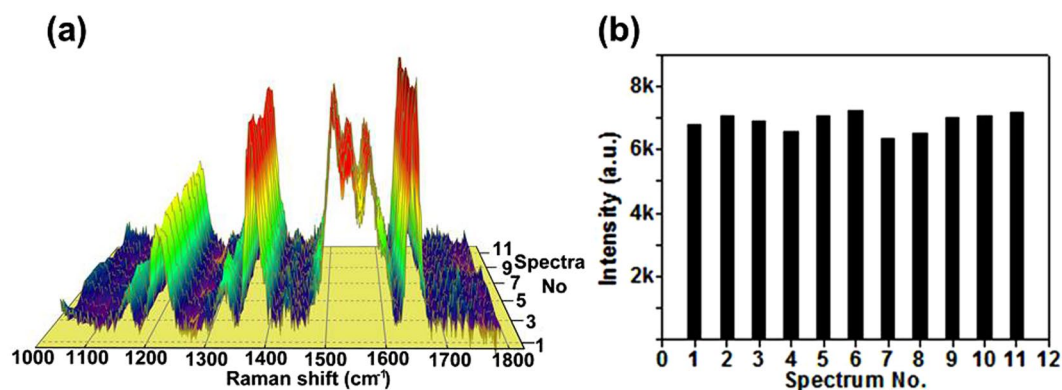 (a)
11
9
7
5
3
1
Spectra
No
1000 1100 1200 1300 1400 1500 1600 1700 1800
Raman shift (cm⁻¹)
(b)
8k
6k
4k
2k
Intensity (a.u.)
0 1 2 3 4 5 6 7 8 9 10 11 12
Spectrum No.